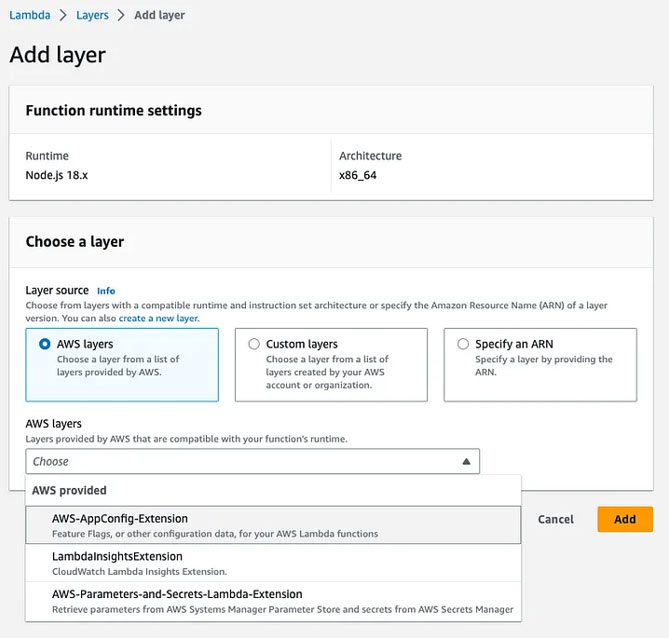 Lambda > Layers > Add layer
Add layer
Function runtime settings
Runtime
Node.js 18.x
Architecture
x86_64
Choose a layer
Layer source Info
Choose from layers with a compatible runtime and instruction set architecture or specify the Amazon Resource Name (ARN) of a layer
version. You can also create a new layer.
AWS layers
Choose a layer from a list of
layers provided by AWS.
Custom layers
Choose a layer from a list of
layers created by your AWS
account or organization.
Specify an ARN
Specify a layer by providing the
ARN.
AWS layers
Layers provided by AWS that are compatible with your function's runtime.
Choose
AWS provided
AWS-AppConfig-Extension
Feature Flags, or other configuration data, for your AWS Lambda functions
LambdaInsightsExtension
CloudWatch Lambda Insights Extension.
AWS-Parameters-and-Secrets-Lambda-Extension
Retrieve parameters from AWS Systems Manager Parameter Store and secrets from AWS Secrets Manager
Cancel
Add